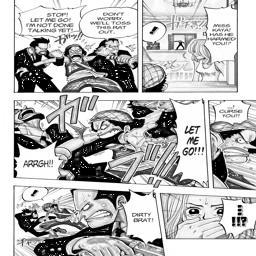 STOP!
LET ME GO!
I'M NOT DONE
TALKING YET.
DON'T
WORRY.
WE'LL TOSS
THIS RAT
OUT.
MISS
KAYA!
HAS HE
HARMED
YOU!?
I
CURSE
YOU!!
LET
ME
GO!!!
ARRGH!!
DIRTY
BRAT!
!!?